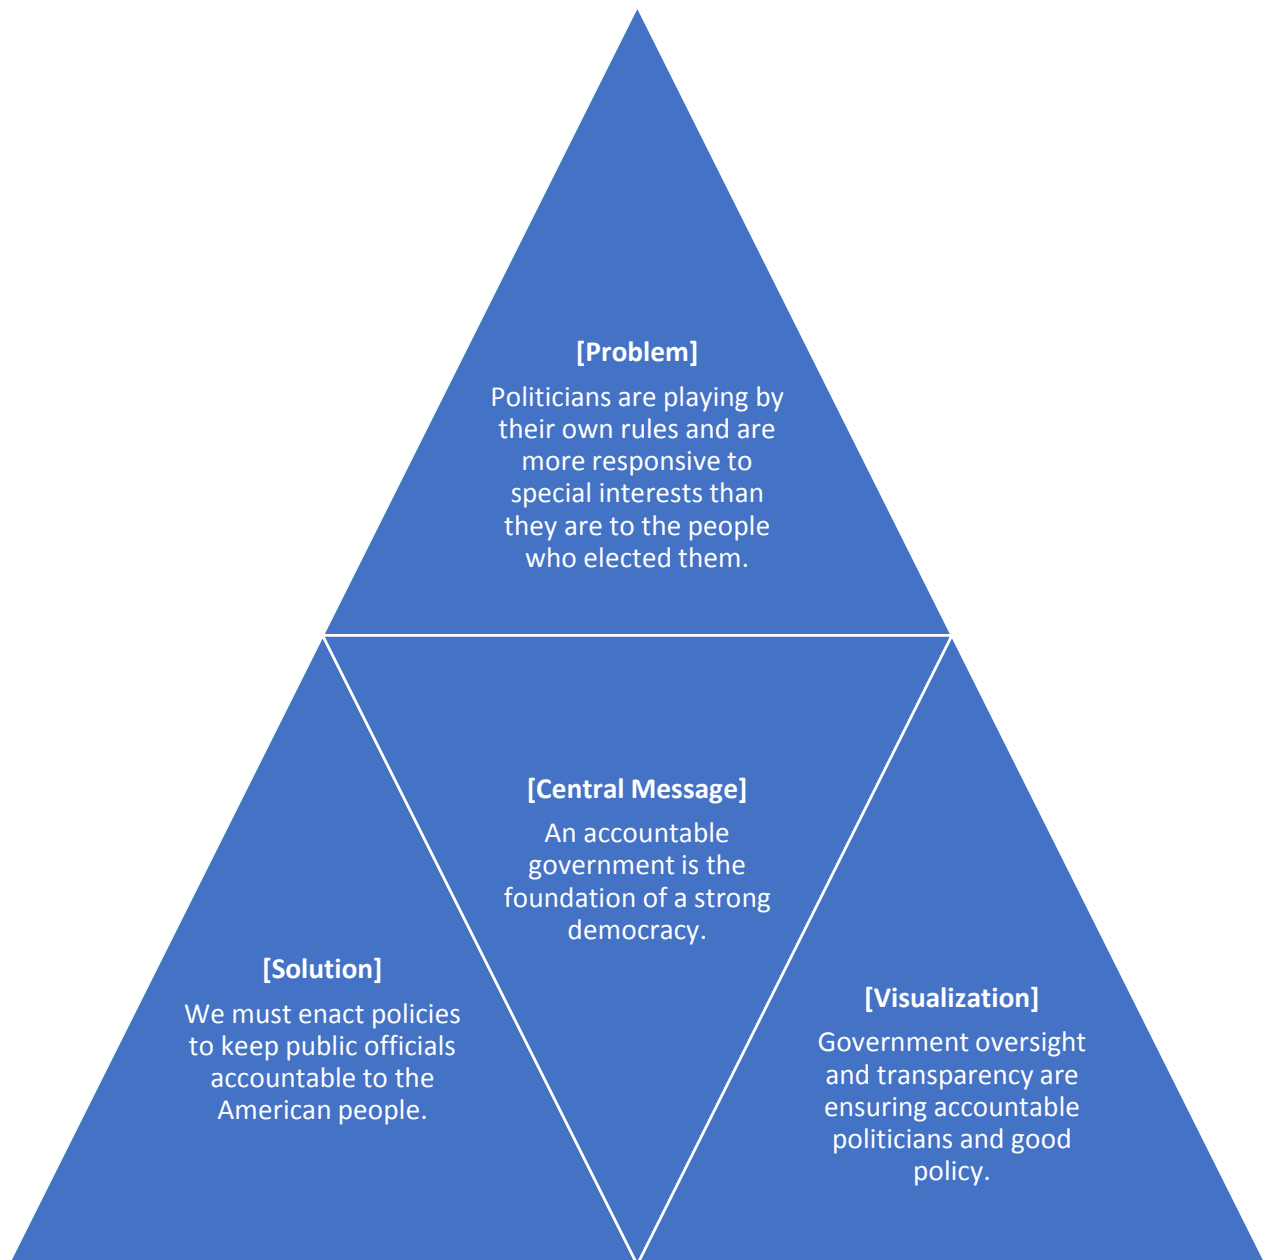 [Problem]
Politicians are playing by
their own rules and are
more responsive to
special interests than
they are to the people
who elected them.
[Central Message]
An accountable
government is the
foundation of a strong
democracy.
[Solution]
We must enact policies
to keep public officials
accountable to the
American people.
[Visualization]
Government oversight
and transparency are
ensuring accountable
politicians and good
policy.